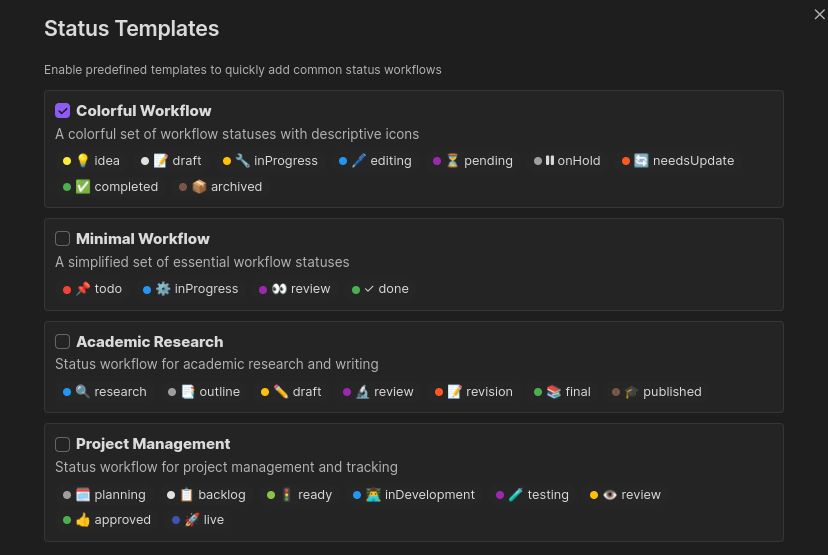 Status Templates
Enable predefined templates to quickly add common status workflows
Colorful Workflow
A colorful set of workflow statuses with descriptive icons
💡 idea 📝 draft 🔧 inProgress 🖊️ editing ⏳ pending ⏸ onHold 🔄 needsUpdate
✅ completed 📦 archived
Minimal Workflow
A simplified set of essential workflow statuses
📌 todo ⚙️ inProgress 👀 review ✓ done
Academic Research
Status workflow for academic research and writing
🔍 research 📑 outline ✏️ draft 🔬 review 📝 revision 📚 final 🎓 published
Project Management
Status workflow for project management and tracking
🗓️ planning 📋 backlog 🚦 ready 👨‍💻 inDevelopment 🧪 testing 👁️ review
👍 approved 🚀 live